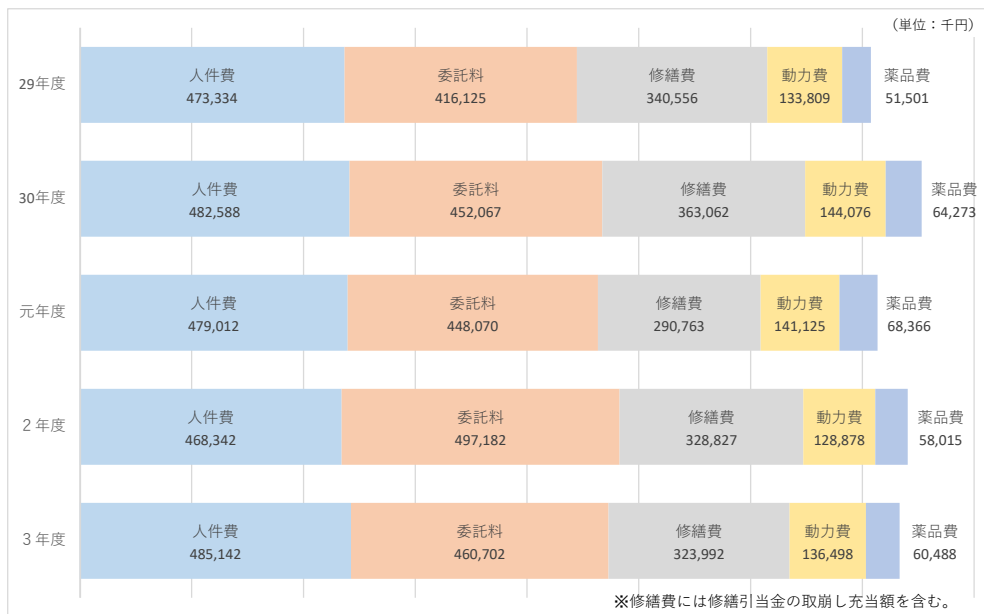 （単位：千円）
29年度
人件費 委託料 修繕費 動力費 薬品費
473,334 416,125 340,556 133,809 51,501
30年度
人件費 委託料 修繕費 動力費 薬品費
482,588 452,067 363,062 144,076 64,273
元年度
人件費 委託料 修繕費 動力費 薬品費
479,012 448,070 290,763 141,125 68,366
２年度
人件費 委託料 修繕費 動力費 薬品費
468,342 497,182 328,827 128,878 58,015
３年度
人件費 委託料 修繕費 動力費 薬品費
485,142 460,702 323,992 136,498 60,488
※修繕費には修繕引当金の取崩し充当額を含む。